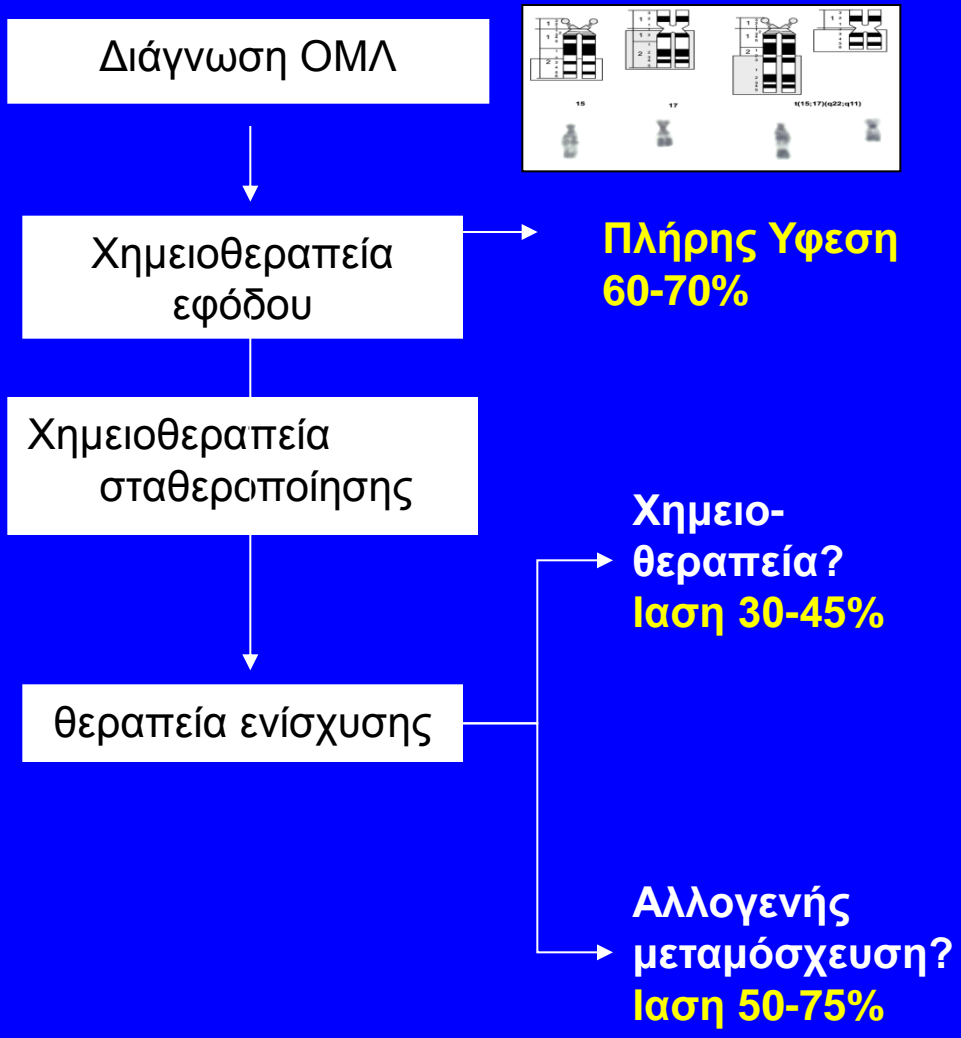 Διάγνωση ΟΜΛ
15
17
t(15;17)(q22;q11)
Χημειοθεραπεία
εφόδου
Πλήρης Υφεση
60-70%
Χημειοθεραπεία
σταθεροποίησης
Χημειο-
θεραπεία?
Ιαση 30-45%
θεραπεία ενίσχυσης
Αλλογενής
μεταμόσχευση?
Ιαση 50-75%